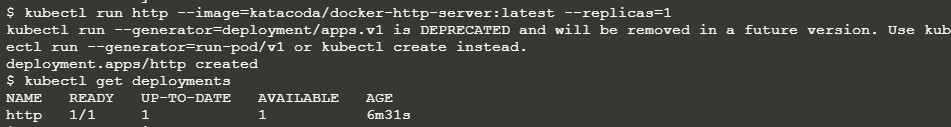 $ kubectl run http --image=katacoda/docker-http-server:latest --replicas=1
kubectl run --generator=deployment/apps.v1 is DEPRECATED and will be removed in a future version. Use kub
ectl run --generator=run-pod/v1 or kubectl create instead.
deployment.apps/http created
$ kubectl get deployments
NAME READY UP-TO-DATE AVAILABLE AGE
http 1/1 1 1 6m31s